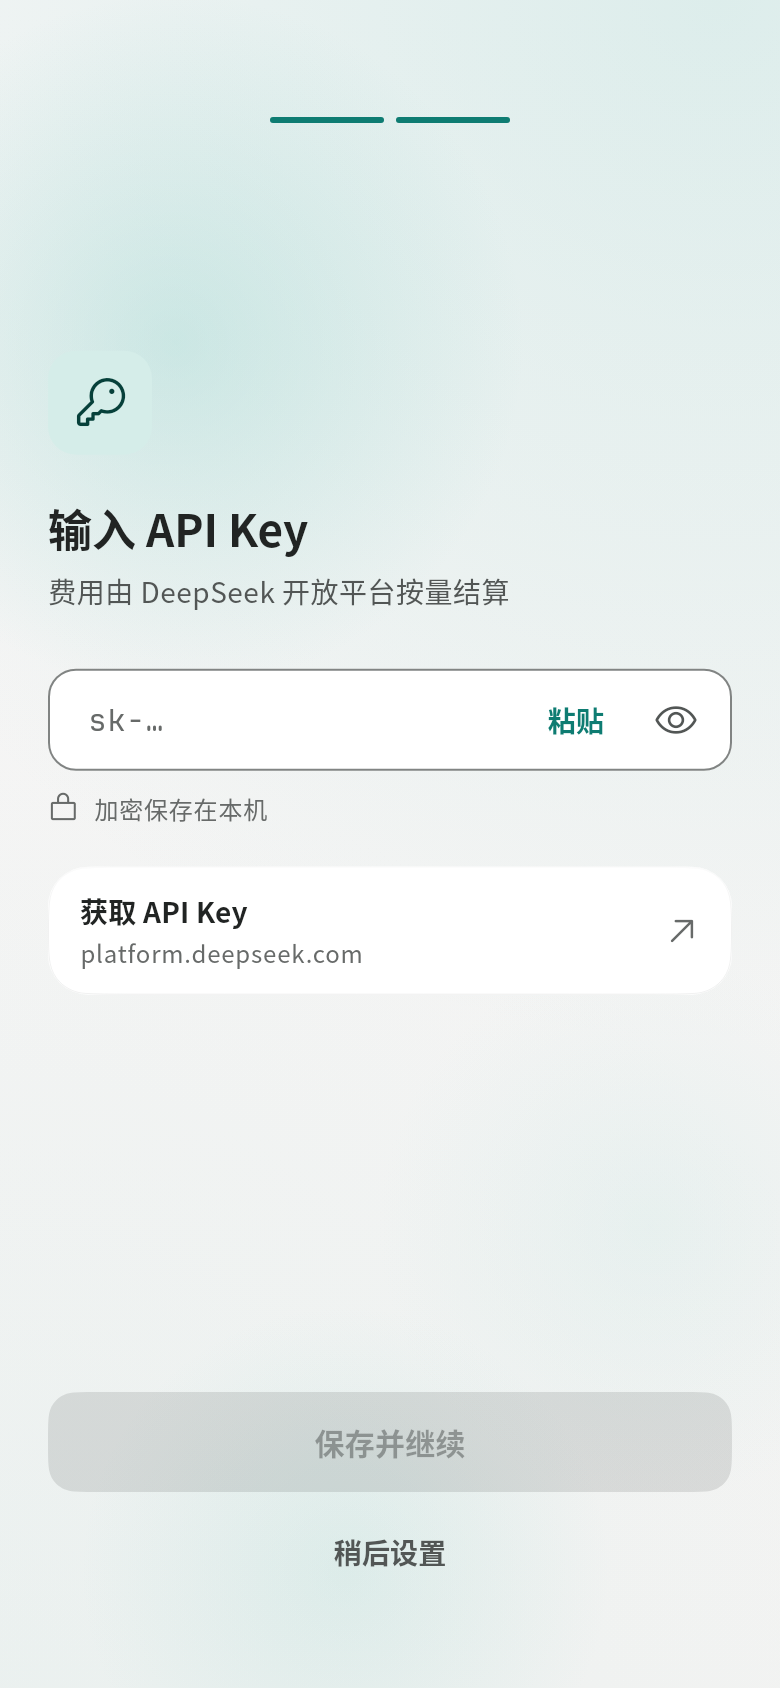 输入 API Key
费用由 DeepSeek 开放平台按量结算
sk-…
粘贴
加密保存在本机
获取 API Key
platform.deepseek.com
保存并继续
稍后设置